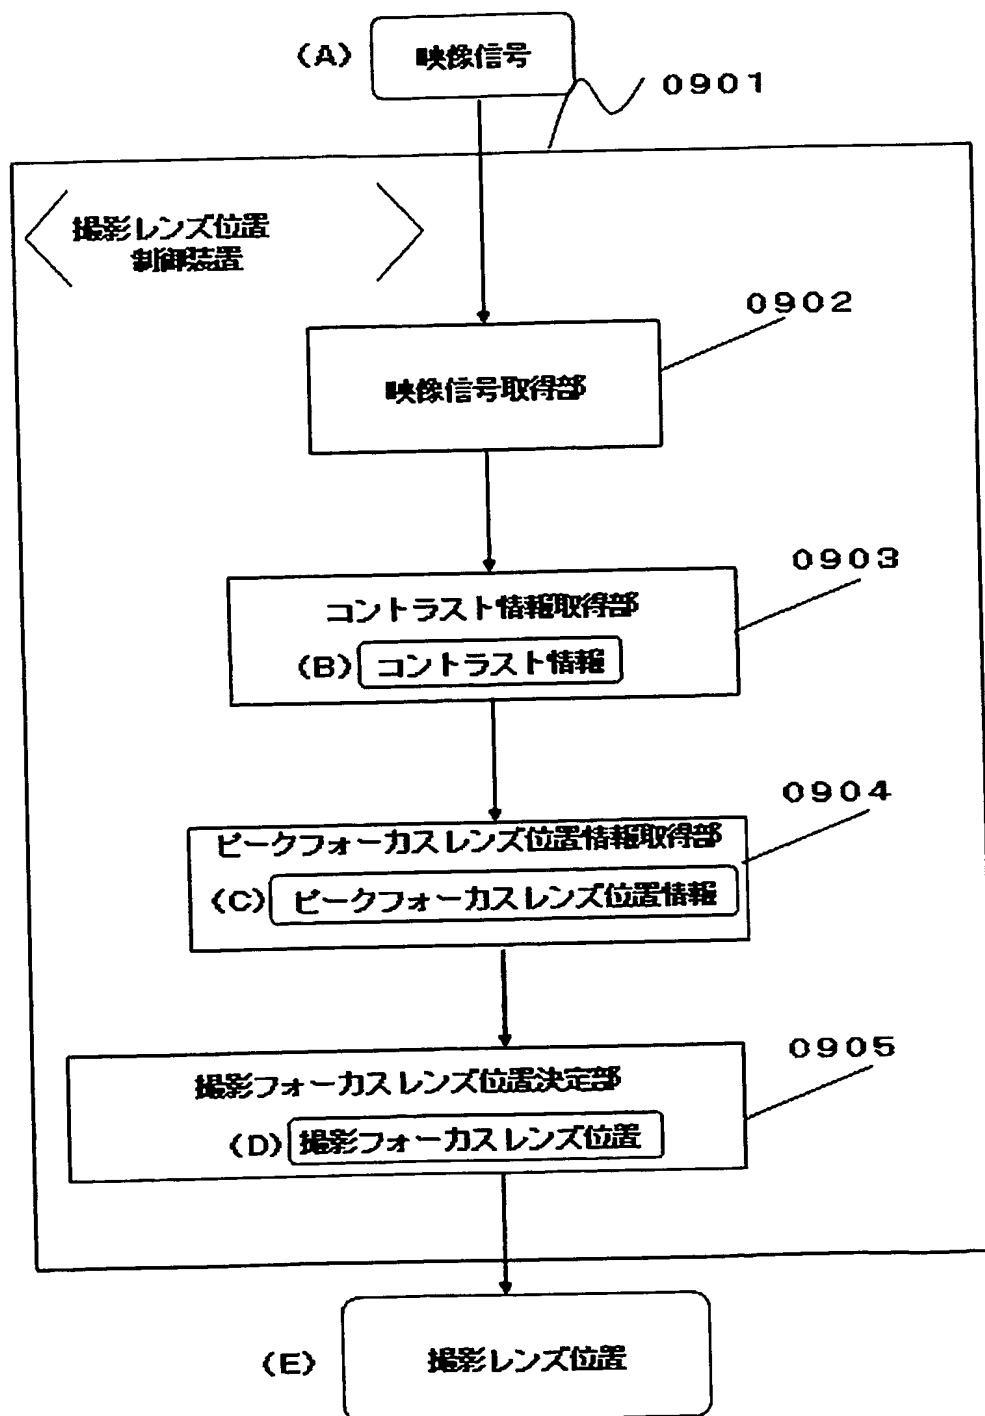 (A) 映像信号
0901
撮影レンズ位置
制御装置
0902
映像信号取得部
0903
コントラスト情報取得部
(B) コントラスト情報
0904
ピークフォーカスレンズ位置情報取得部
(C) ピークフォーカスレンズ位置情報
0905
撮影フォーカスレンズ位置決定部
(D) 撮影フォーカスレンズ位置
(E) 撮影レンズ位置